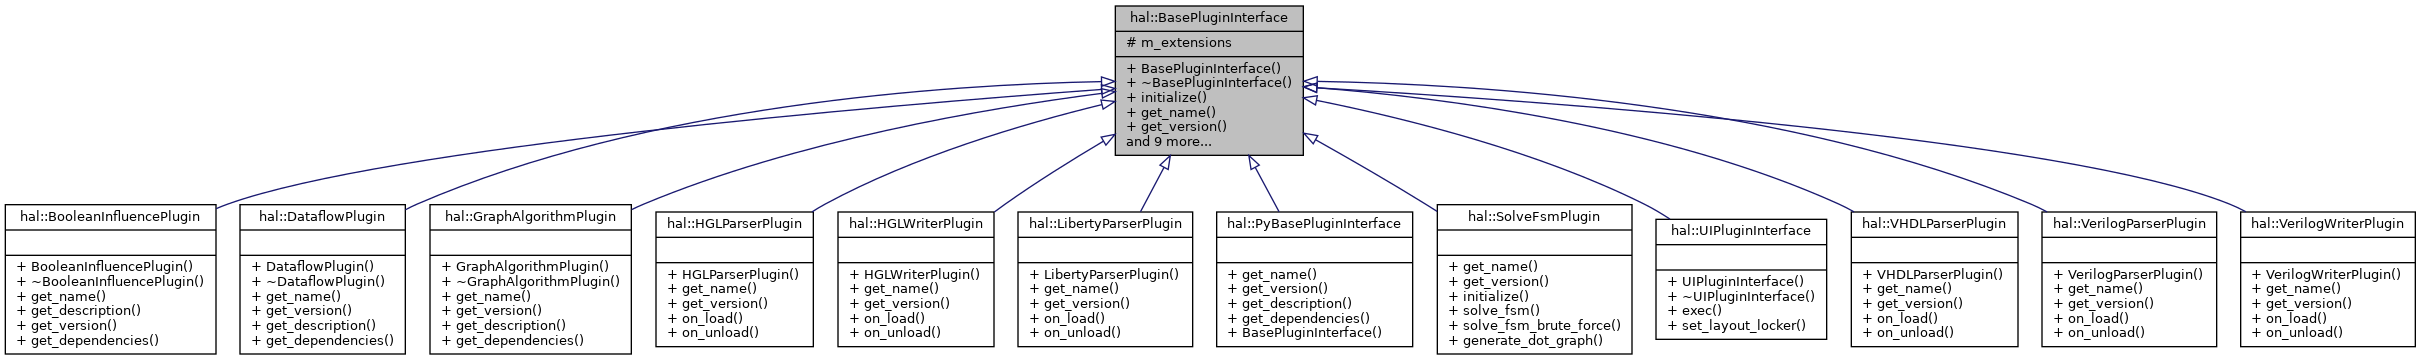 hal::BasePluginInterface
# m_extensions
+ BasePluginInterface()
+ ~BasePluginInterface()
+ initialize()
+ get_name()
+ get_version()
and 9 more...
hal::BooleanInfluencePlugin
+ BooleanInfluencePlugin()
+ ~BooleanInfluencePlugin()
+ get_name()
+ get_description()
+ get_version()
+ get_dependencies()
hal::DataflowPlugin
+ DataflowPlugin()
+ ~DataflowPlugin()
+ get_name()
+ get_version()
+ get_description()
+ get_dependencies()
hal::GraphAlgorithmPlugin
+ GraphAlgorithmPlugin()
+ ~GraphAlgorithmPlugin()
+ get_name()
+ get_version()
+ get_description()
+ get_dependencies()
hal::HGLParserPlugin
+ HGLParserPlugin()
+ get_name()
+ get_version()
+ on_load()
+ on_unload()
hal::HGLWriterPlugin
+ HGLWriterPlugin()
+ get_name()
+ get_version()
+ on_load()
+ on_unload()
hal::LibertyParserPlugin
+ LibertyParserPlugin()
+ get_name()
+ get_version()
+ on_load()
+ on_unload()
hal::PyBasePluginInterface
+ get_name()
+ get_version()
+ get_description()
+ get_dependencies()
+ BasePluginInterface()
hal::SolveFsmPlugin
+ get_name()
+ get_version()
+ initialize()
+ solve_fsm()
+ solve_fsm_brute_force()
+ generate_dot_graph()
hal::UIPluginInterface
+ UIPluginInterface()
+ ~UIPluginInterface()
+ exec()
+ set_layout_locker()
hal::VHDLParserPlugin
+ VHDLParserPlugin()
+ get_name()
+ get_version()
+ on_load()
+ on_unload()
hal::VerilogParserPlugin
+ VerilogParserPlugin()
+ get_name()
+ get_version()
+ on_load()
+ on_unload()
hal::VerilogWriterPlugin
+ VerilogWriterPlugin()
+ get_name()
+ get_version()
+ on_load()
+ on_unload()